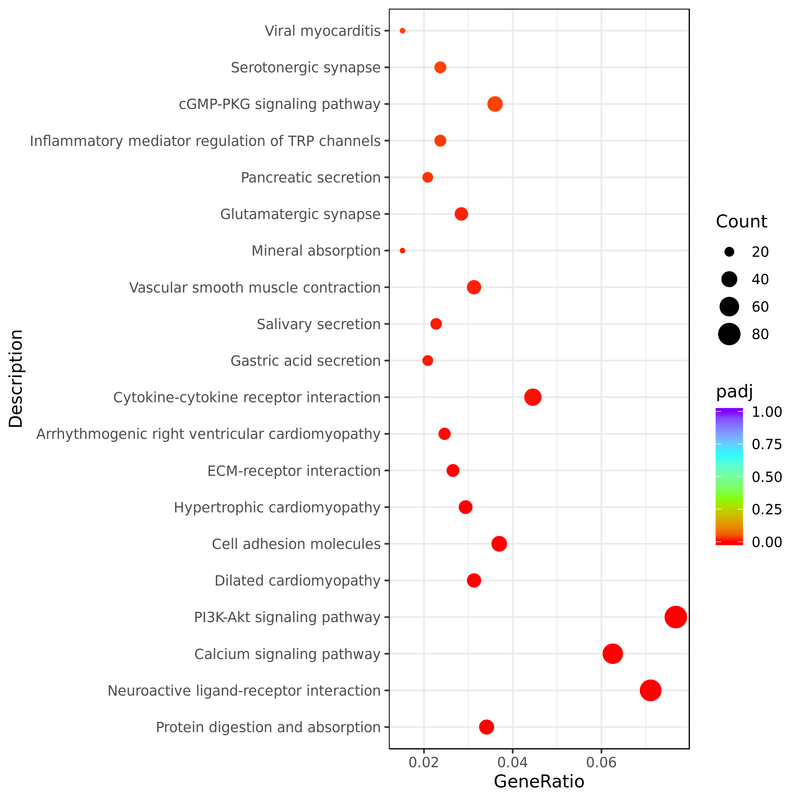 Viral myocarditis
Serotonergic synapse
cGMP-PKG signaling pathway
Inflammatory mediator regulation of TRP channels
Pancreatic secretion
Glutamatergic synapse
Mineral absorption
Vascular smooth muscle contraction
Salivary secretion
Gastric acid secretion
Cytokine-cytokine receptor interaction
Arrhythmogenic right ventricular cardiomyopathy
ECM-receptor interaction
Hypertrophic cardiomyopathy
Cell adhesion molecules
Dilated cardiomyopathy
PI3K-Akt signaling pathway
Calcium signaling pathway
Neuroactive ligand-receptor interaction
Protein digestion and absorption
Description
0.02 0.04 0.06
GeneRatio
Count
20
40
60
80
padj
1.00
0.75
0.50
0.25
0.00